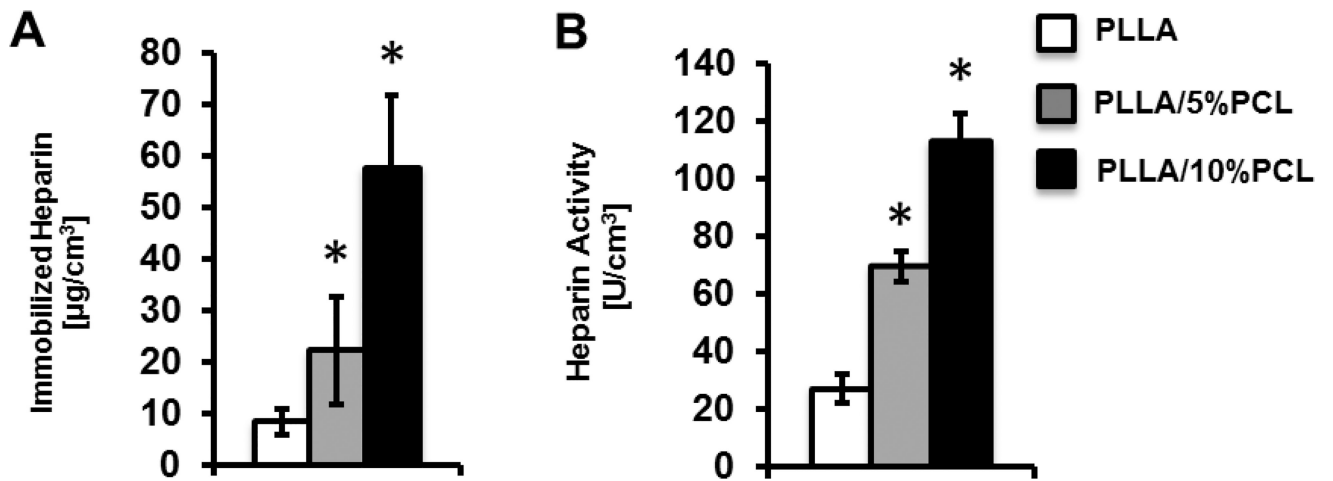 A
Immobilized Heparin
[µg/cm³]
80
70
60
50
40
30
20
10
0
*
*
B
Heparin Activity
[U/cm³]
140
120
100
80
60
40
20
0
*
*
PLLA
PLLA/5%PCL
PLLA/10%PCL